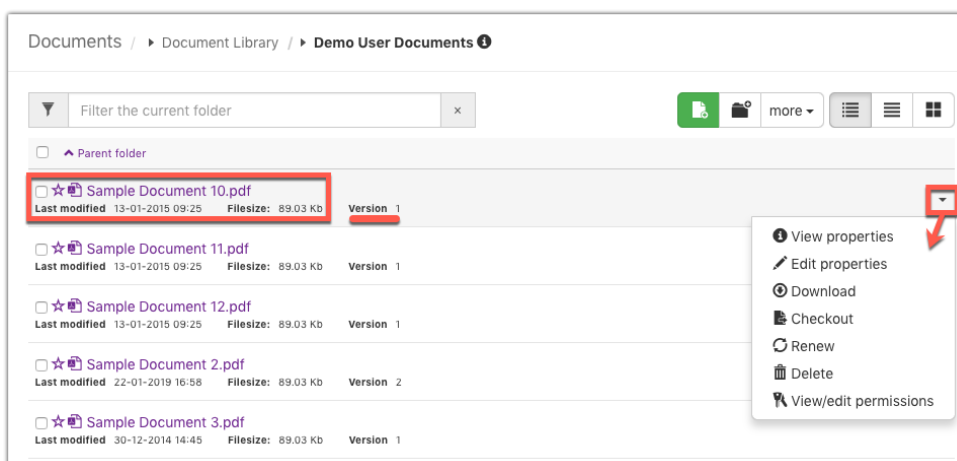 Documents / Document Library / Demo User Documents
Filter the current folder × more
Parent folder
Sample Document 10.pdf
Last modified 13-01-2015 09:25 Filesize: 89.03 Kb Version 1
Sample Document 11.pdf
Last modified 13-01-2015 09:25 Filesize: 89.03 Kb Version 1
Sample Document 12.pdf
Last modified 13-01-2015 09:25 Filesize: 89.03 Kb Version 1
Sample Document 2.pdf
Last modified 22-01-2019 16:58 Filesize: 89.03 Kb Version 2
Sample Document 3.pdf
Last modified 30-12-2014 14:45 Filesize: 89.03 Kb Version 1
View properties
Edit properties
Download
Checkout
Renew
Delete
View/edit permissions